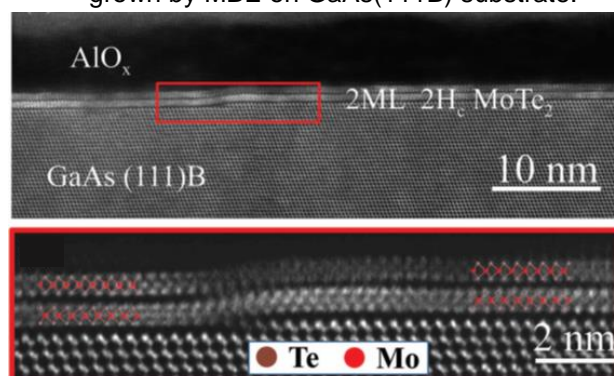 grown by MBE on GaAs(111B) substrate.
AlOx
2ML 2Hc MoTe2
GaAs (111)B
10 nm
Te Mo
2 nm